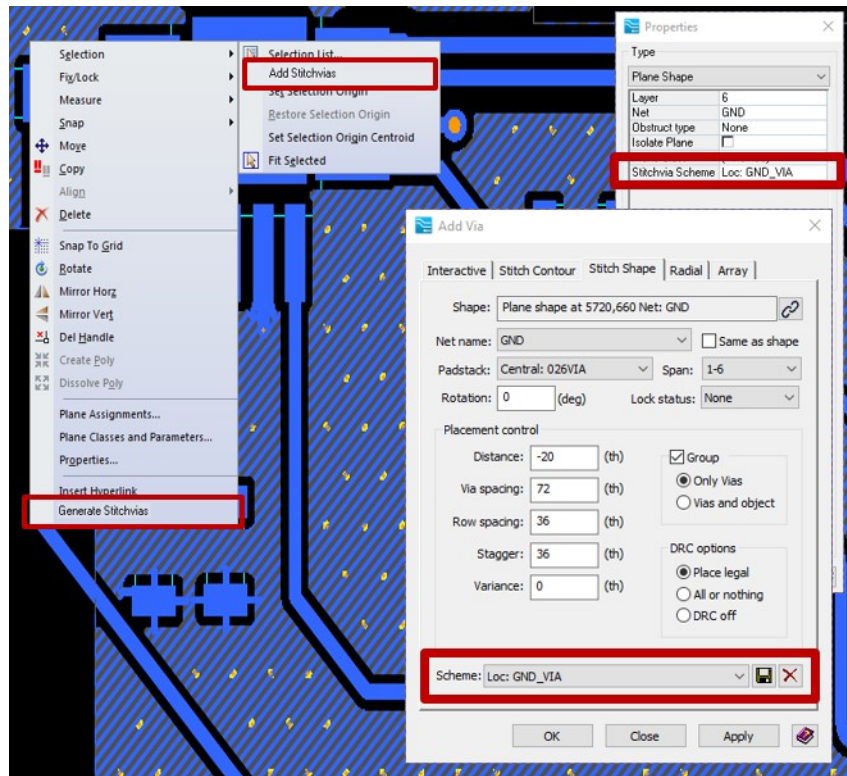 Selection
Fix/Lock
Measure
Snap
Move
Copy
Align
Delete
Snap To Grid
Rotate
Mirror Horz
Mirror Vert
Del Handle
Create Poly
Dissolve Poly
Plane Assignments...
Plane Classes and Parameters...
Properties...
Insert Hyperlink
Generate Stitchvias
Selection List...
Add Stitchvias
Set Selection Origin
Restore Selection Origin
Set Selection Origin Centroid
Fit Selected
Properties
Type
Plane Shape
Layer 6
Net GND
Obstruct type None
Isolate Plane
Stitchvia Scheme Loc: GND_VIA
Add Via
Interactive Stitch Contour Stitch Shape Radial Array
Shape: Plane shape at 5720,660 Net: GND
Net name: GND Same as shape
Padstack: Central: 026VIA Span: 1-6
Rotation: 0 (deg) Lock status: None
Placement control
Distance: -20 (th) Group
Via spacing: 72 (th) Only Vias
Vias and object
Row spacing: 36 (th)
Stagger: 36 (th) DRC options
Place legal
Variance: 0 (th) All or nothing
DRC off
Scheme: Loc: GND_VIA
OK Close Apply